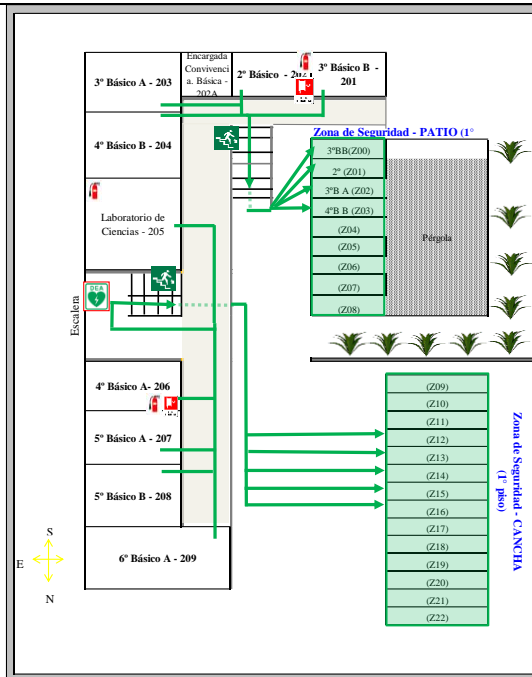 Encargada
Convivenci
a. Básica -
202A
3º Básico A - 203
2º Básico - 202
3º Básico B -
201
4º Básico B - 204
Zona de Seguridad - PATIO (1°
3ºBB(Z00)
2º (Z01)
3ºB A (Z02)
4ºB B (Z03)
(Z04)
(Z05)
(Z06)
(Z07)
(Z08)
Pérgola
Laboratorio de
Ciencias - 205
DEA
Escalera
4º Básico A- 206
5º Básico A - 207
5º Básico B - 208
6º Básico A - 209
(Z09)
(Z10)
(Z11)
(Z12)
(Z13)
(Z14)
(Z15)
(Z16)
(Z17)
(Z18)
(Z19)
(Z20)
(Z21)
(Z22)
Zona de Seguridad - CANCHA
(1° piso)
S
E
N